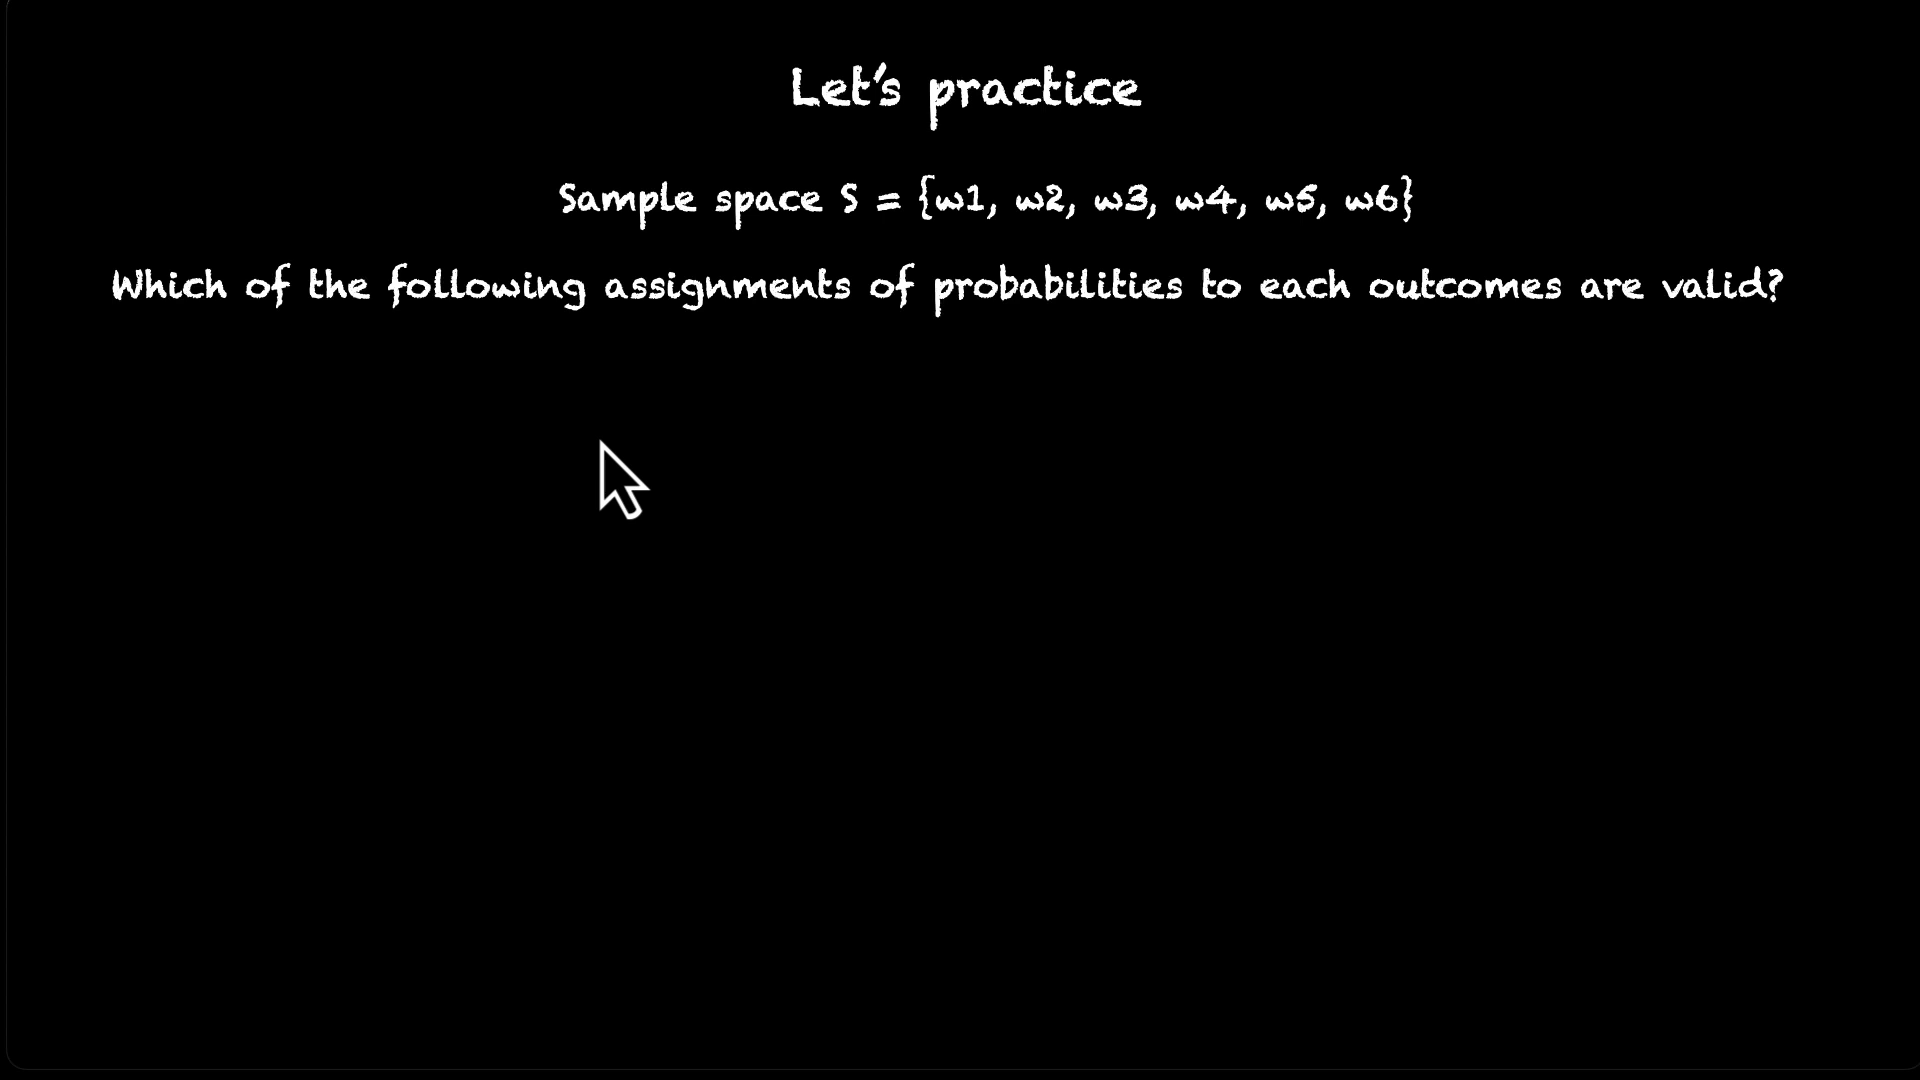 Let's practice
Sample space S = {w1, w2, w3, w4, w5, w6}
Which of the following assignments of probabilities to each outcomes are valid?